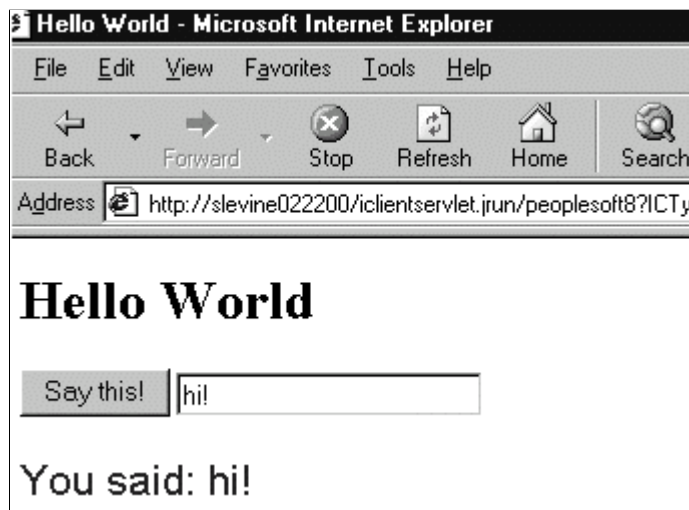 Hello World - Microsoft Internet Explorer
File Edit View Favorites Tools Help
Back Forward Stop Refresh Home Search
Address http://slevine022200/iclientservlet.jrun/peoplesoft8?ICTy
Hello World
Say this! hi!
You said: hi!